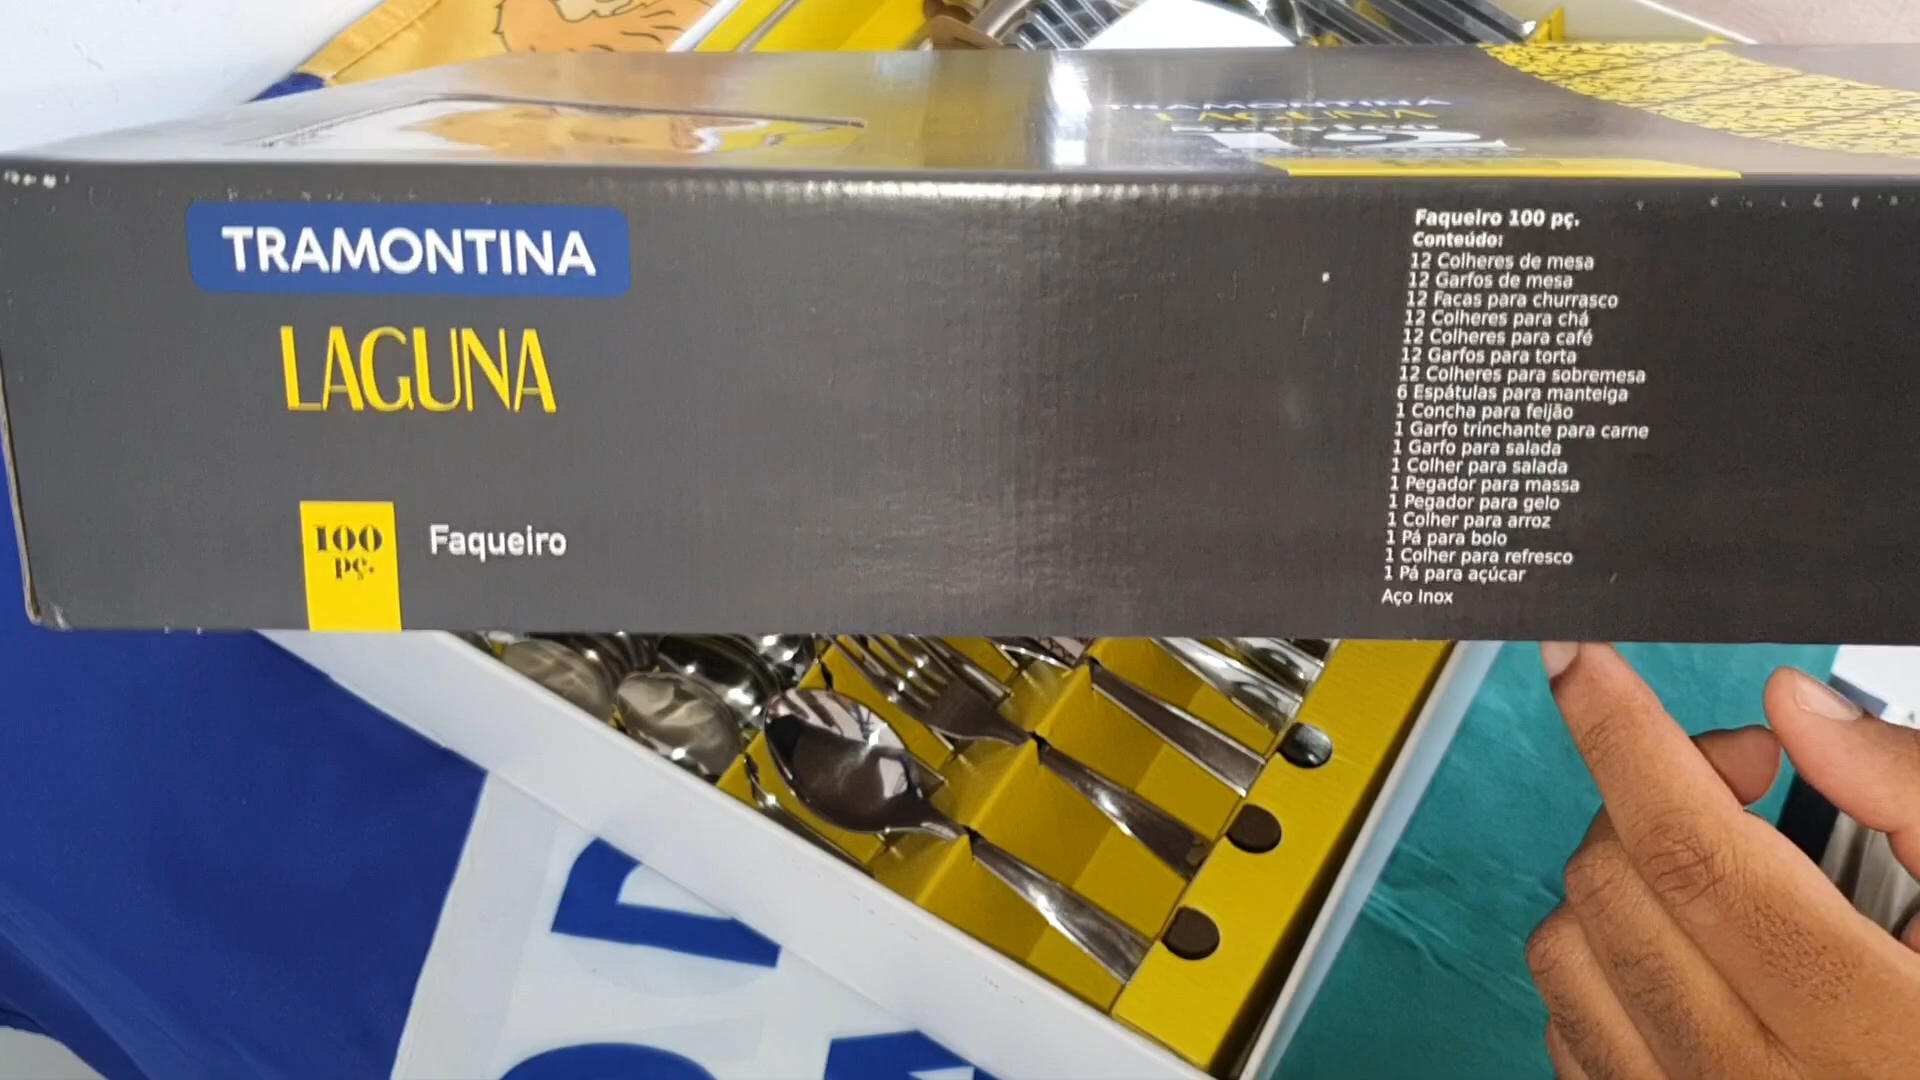 TRAMONTINA
LAGUNA
12
TRAMONTINA
LAGUNA
100
pç.
Faqueiro
Faqueiro 100 pç.
Conteúdo:
12 Colheres de mesa
12 Garfos de mesa
12 Facas para churrasco
12 Colheres para chá
12 Colheres para café
12 Garfos para torta
12 Colheres para sobremesa
6 Espátulas para manteiga
1 Concha para feijão
1 Garfo trinchante para carne
1 Garfo para salada
1 Colher para salada
1 Pegador para massa
1 Pegador para gelo
1 Colher para arroz
1 Pá para bolo
1 Colher para refresco
1 Pá para açúcar
Aço Inox